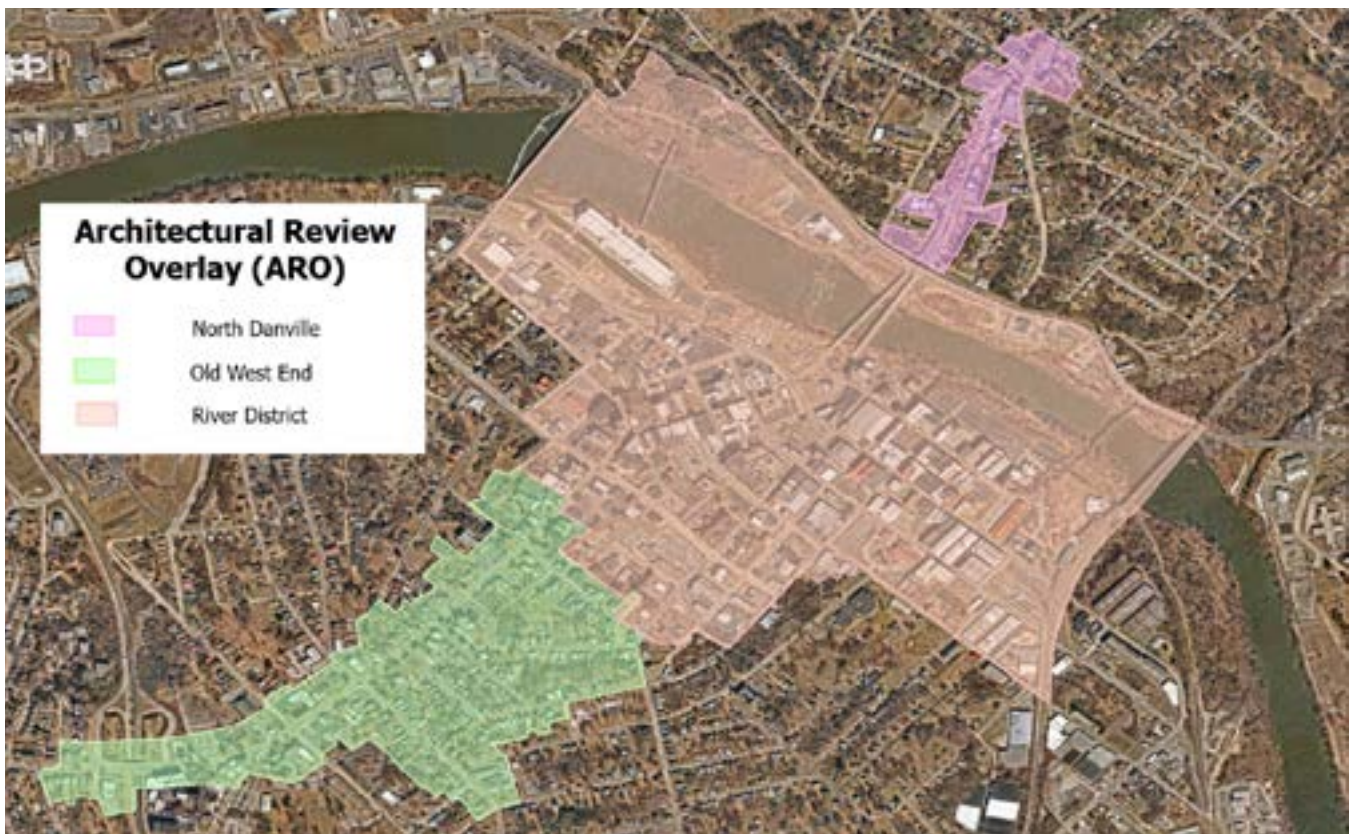 Architectural Review
Overlay (ARO)
North Danville
Old West End
River District